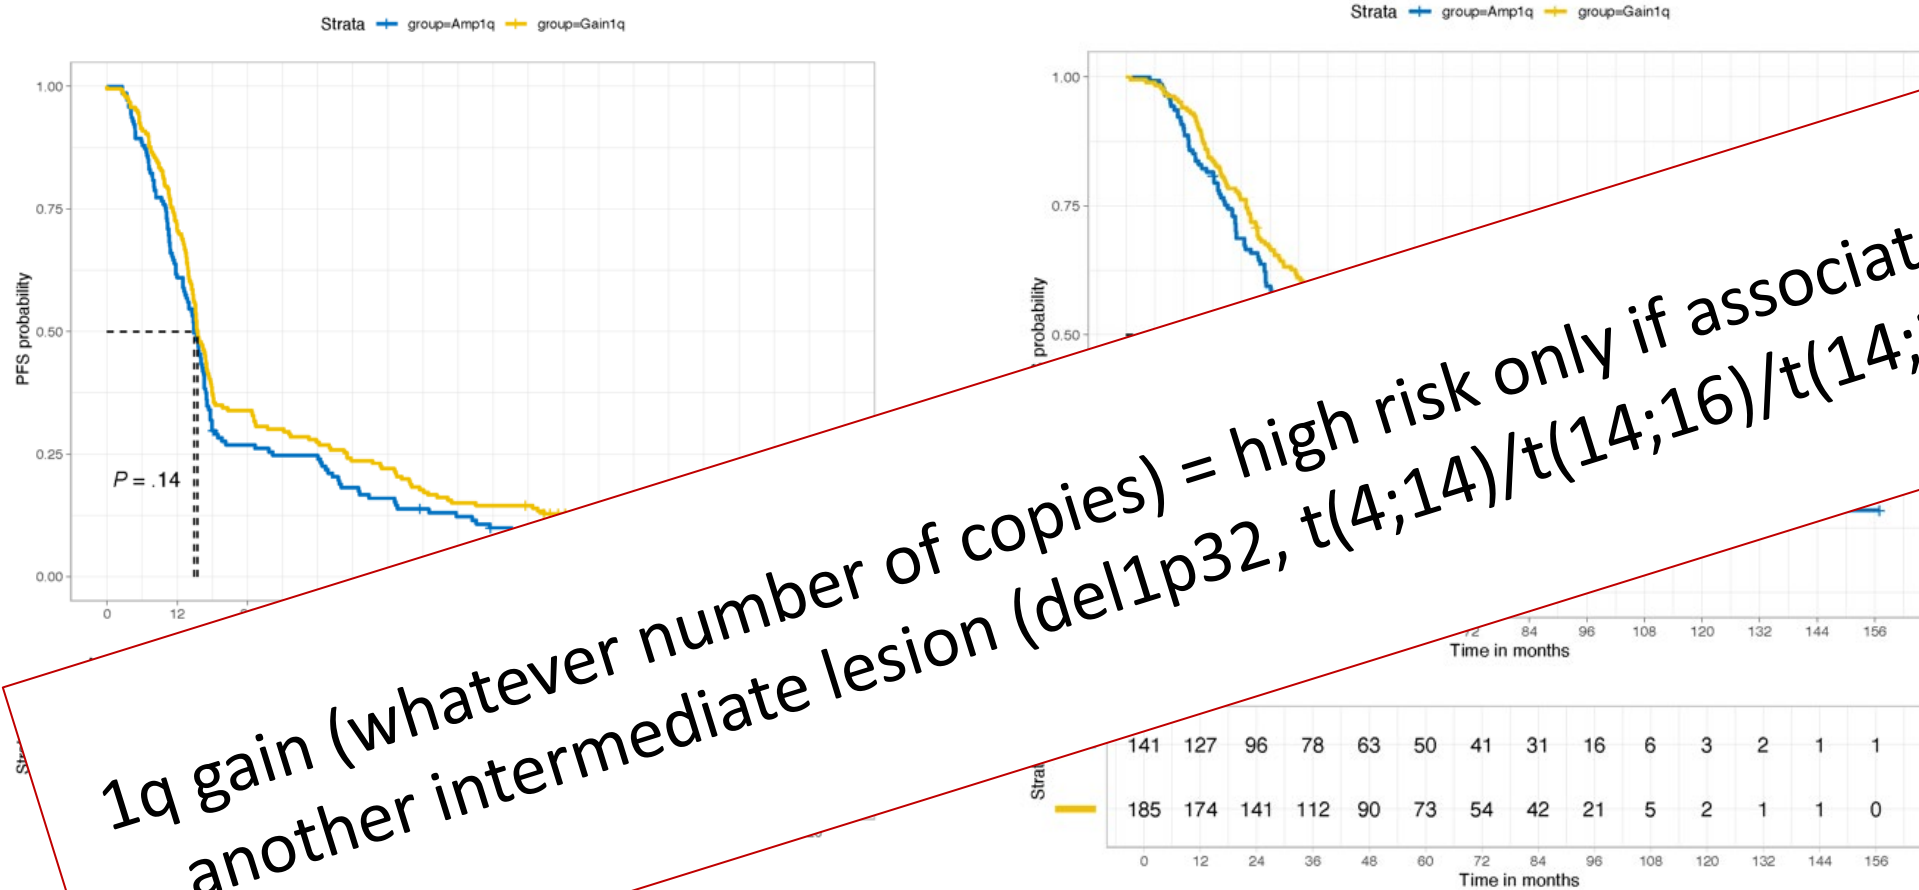 Strata group=Amp1q group=Gain1q
1.00
0.75
0.50
0.25
0.00
PFS probability
P = .14
0 12
Strata group=Amp1q group=Gain1q
1.00
0.75
0.50
probability
72 84 96 108 120 132 144 156
Time in months
1q gain (whatever number of copies) = high risk only if associat
another intermediate lesion (del1p32, t(4;14)/t(14;16)/t(14;
141 127 96 78 63 50 41 31 16 6 3 2 1 1
185 174 141 112 90 73 54 42 21 5 2 1 1 0
0 12 24 36 48 60 72 84 96 108 120 132 144 156
Time in months